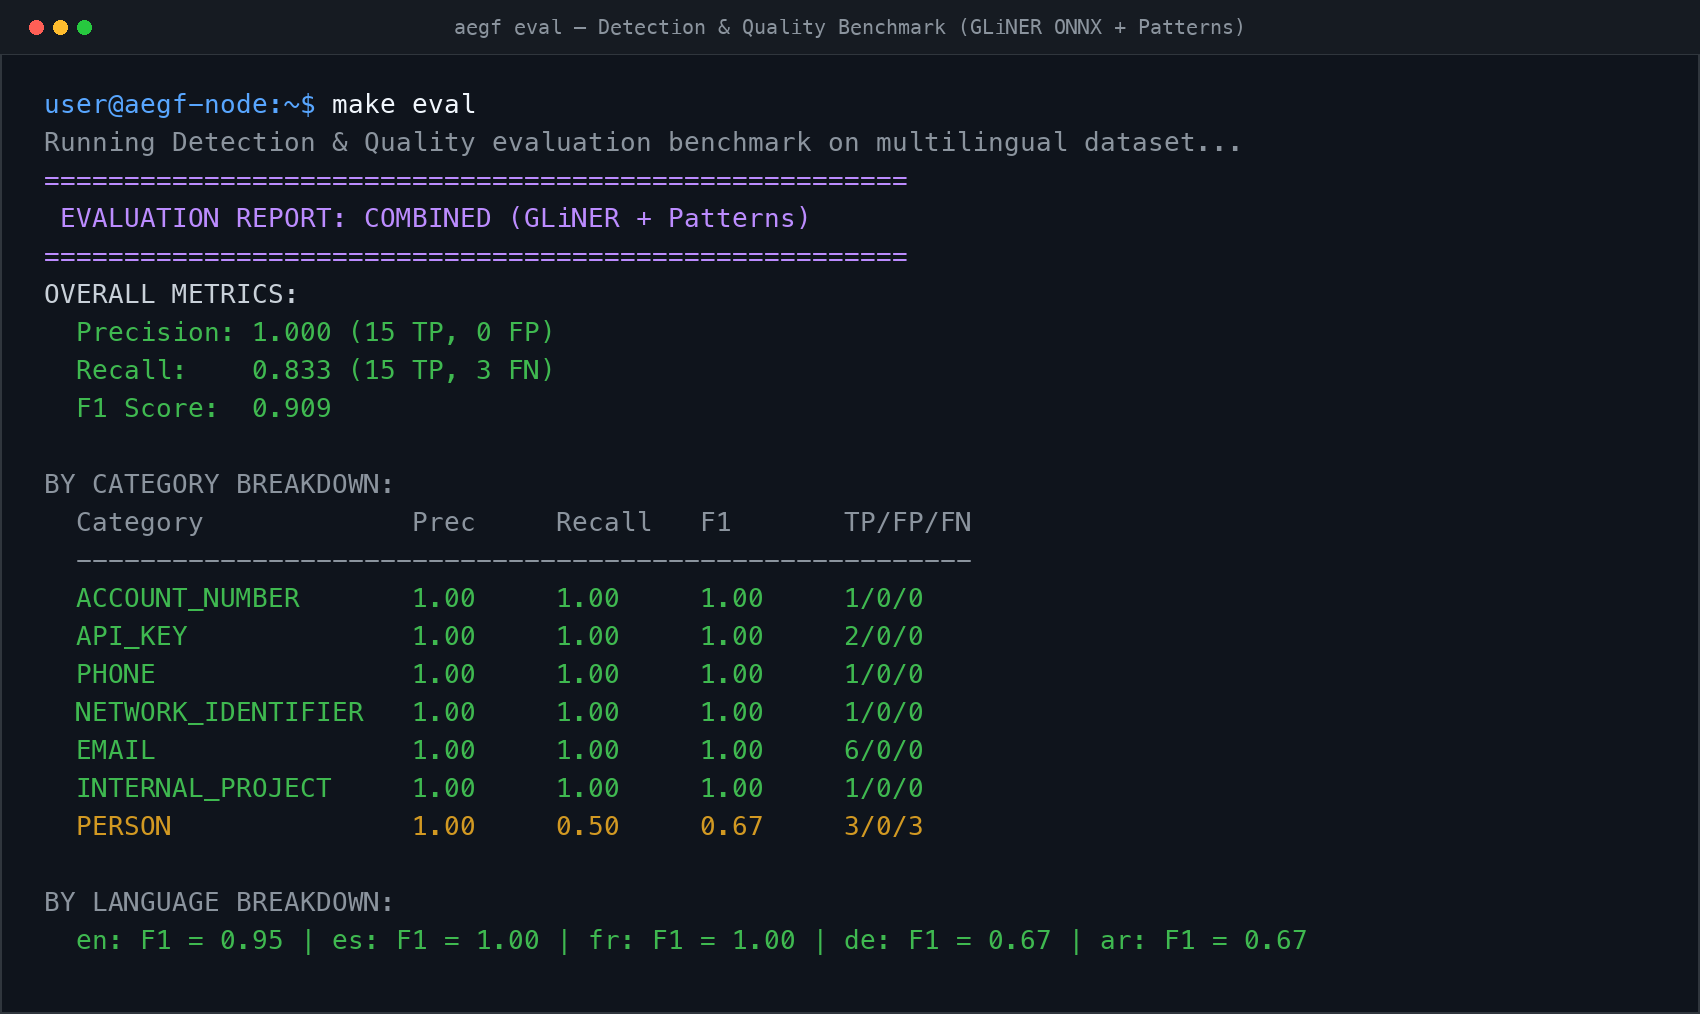 aegf eval — Detection & Quality Benchmark (GLiNER ONNX + Patterns)
user@aegf-node:~$ make eval
Running Detection & Quality evaluation benchmark on multilingual dataset...
======================================================
EVALUATION REPORT: COMBINED (GLiNER + Patterns)
======================================================
OVERALL METRICS:
Precision: 1.000 (15 TP, 0 FP)
Recall:    0.833 (15 TP, 3 FN)
F1 Score:  0.909
BY CATEGORY BREAKDOWN:
Category             Prec     Recall   F1       TP/FP/FN
--------------------------------------------------------
ACCOUNT_NUMBER       1.00     1.00     1.00     1/0/0
API_KEY              1.00     1.00     1.00     2/0/0
PHONE                1.00     1.00     1.00     1/0/0
NETWORK_IDENTIFIER   1.00     1.00     1.00     1/0/0
EMAIL                1.00     1.00     1.00     6/0/0
INTERNAL_PROJECT     1.00     1.00     1.00     1/0/0
PERSON               1.00     0.50     0.67     3/0/3
BY LANGUAGE BREAKDOWN:
en: F1 = 0.95 | es: F1 = 1.00 | fr: F1 = 1.00 | de: F1 = 0.67 | ar: F1 = 0.67